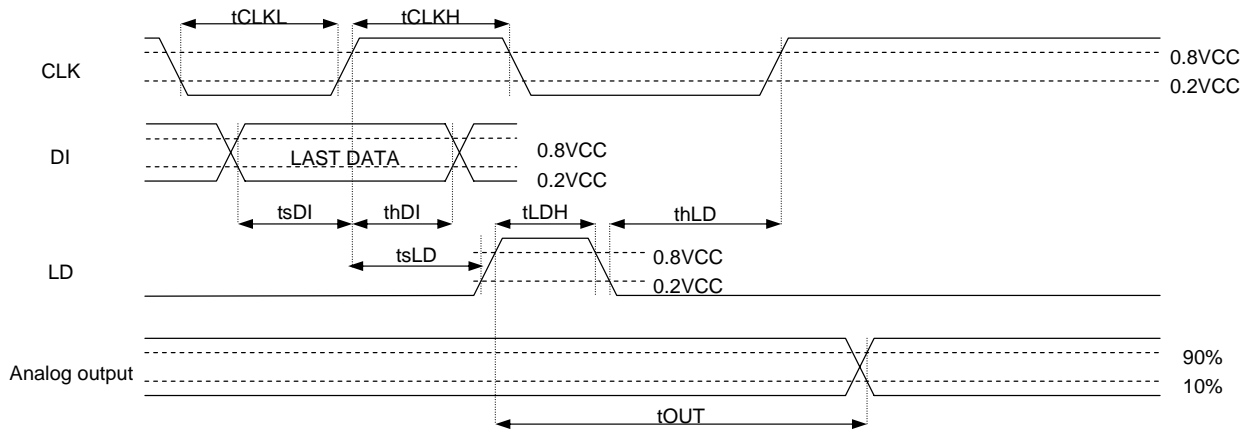 tCLKL
tCLKH
CLK
0.8VCC
0.2VCC
DI
LAST DATA
0.8VCC
0.2VCC
tsDI
thDI
tLDH
thLD
tsLD
LD
0.8VCC
0.2VCC
Analog output
90%
10%
tOUT